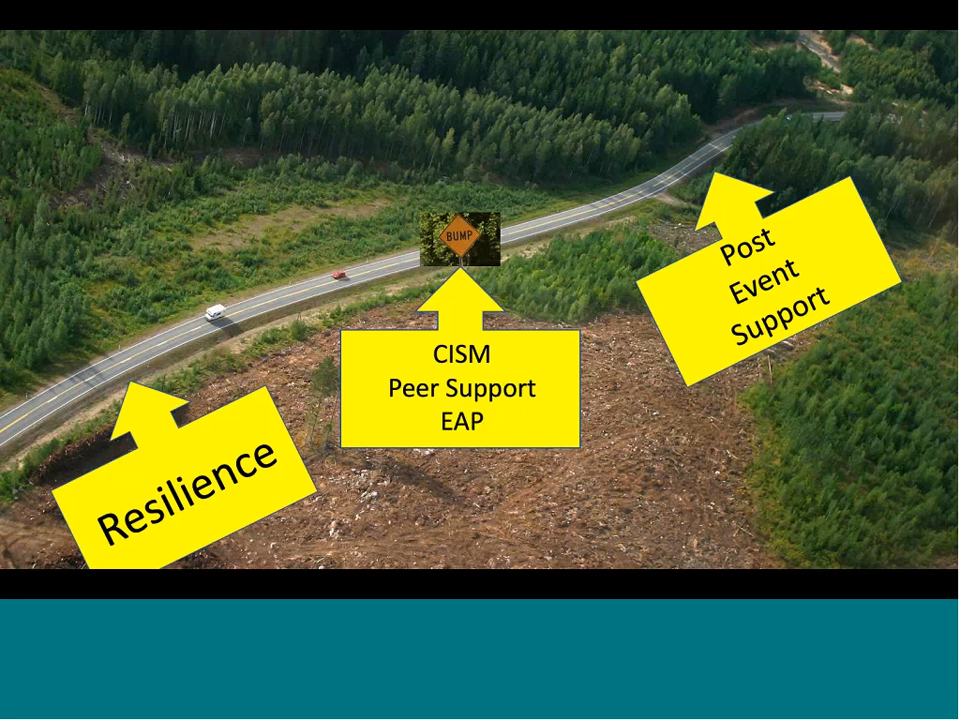 BUMP
Post
Event
Support
CISM
Peer Support
EAP
Resilience